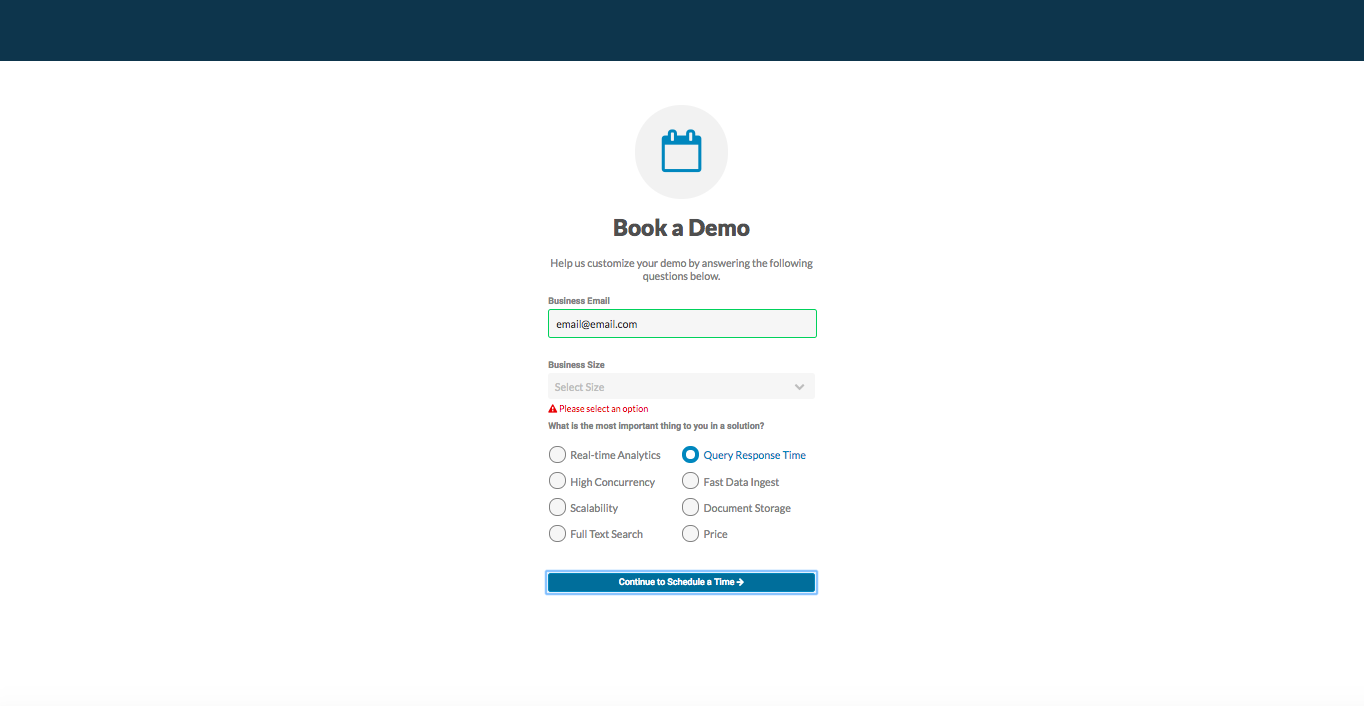 Book a Demo
Help us customize your demo by answering the following
questions below.
Business Email
email@email.com
Business Size
Select Size
Please select an option
What is the most important thing to you in a solution?
Real-time Analytics
Query Response Time
High Concurrency
Fast Data Ingest
Scalability
Document Storage
Full Text Search
Price
Continue to Schedule a Time →